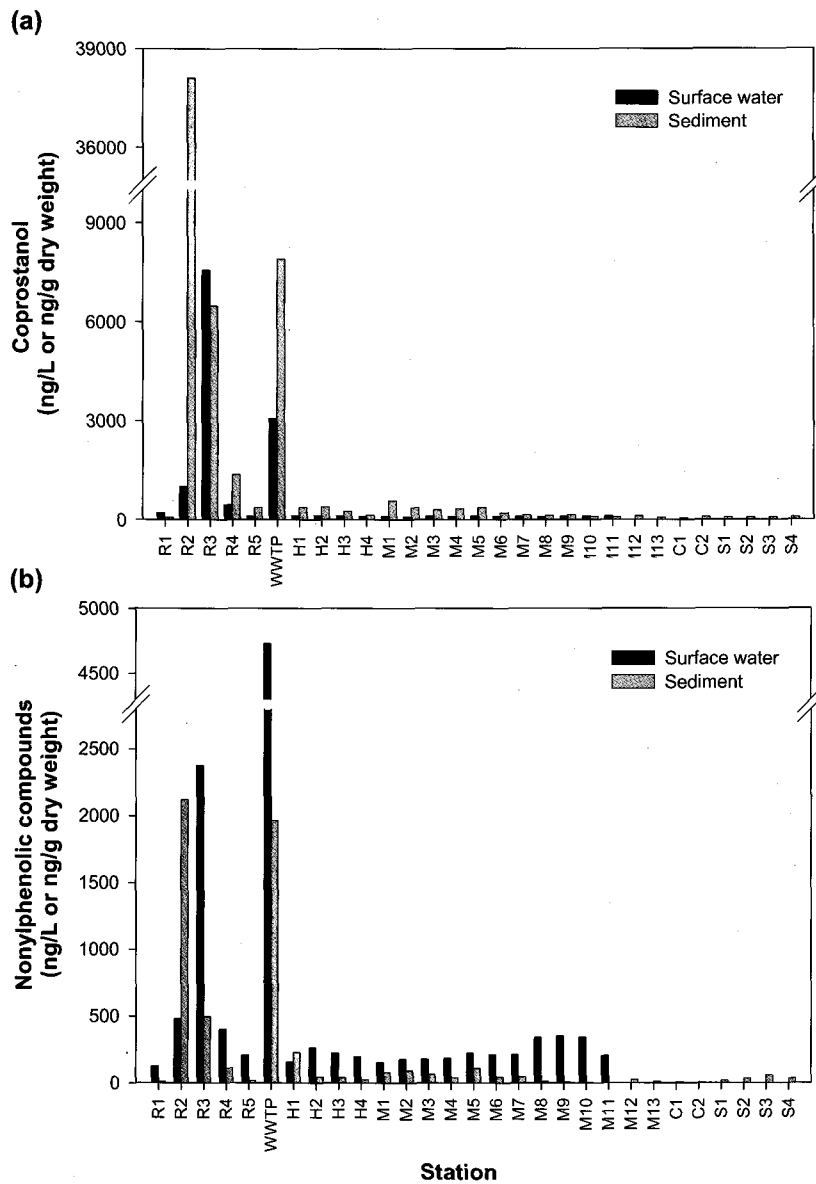 (a)
39000
36000
9000
6000
3000
0
Coprostanol
(ng/L or ng/g dry weight)
Surface water
Sediment
R1 R2 R3 R4 R5 WWTP H1 H2 H3 H4 M1 M2 M3 M4 M5 M6 M7 M8 M9 110 111 112 113 C1 C2 S1 S2 S3 S4
(b)
5000
4500
2500
2000
1500
1000
500
0
Nonylphenolic compounds
(ng/L or ng/g dry weight)
Surface water
Sediment
R1 R2 R3 R4 R5 WWTP H1 H2 H3 H4 M1 M2 M3 M4 M5 M6 M7 M8 M9 M10 M11 M12 M13 C1 C2 S1 S2 S3 S4
Station